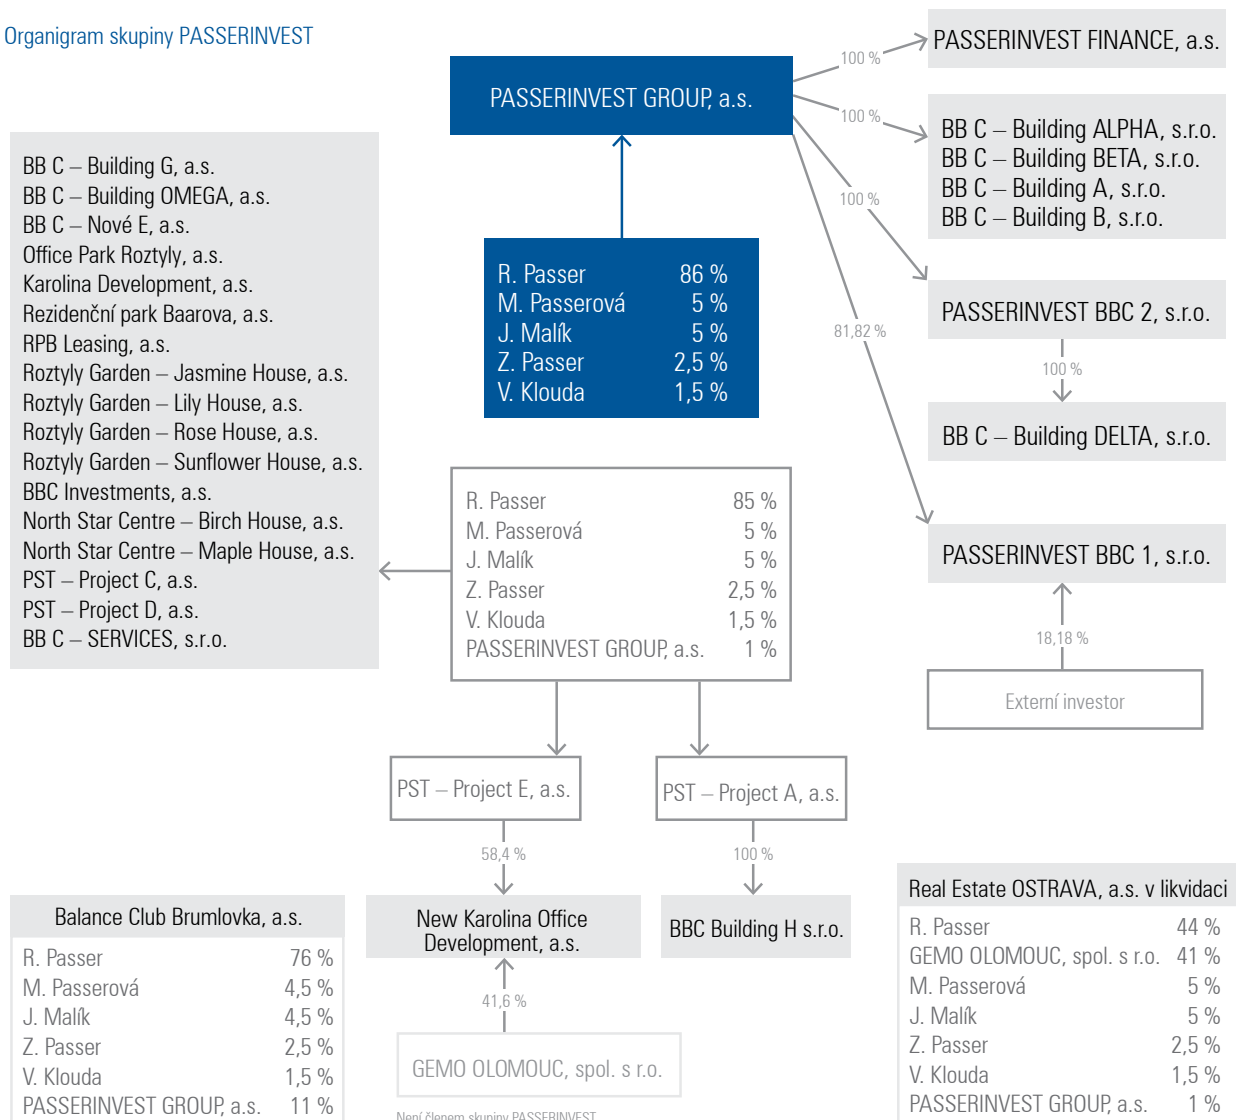 Organigram skupiny PASSERINVEST
PASSERINVEST GROUP, a.s.
100 %
PASSERINVEST FINANCE, a.s.
100 %
BB C – Building ALPHA, s.r.o.
BB C – Building BETA, s.r.o.
BB C – Building A, s.r.o.
BB C – Building B, s.r.o.
100 %
PASSERINVEST BBC 2, s.r.o.
100 %
BB C – Building DELTA, s.r.o.
81,82 %
PASSERINVEST BBC 1, s.r.o.
18,18 %
Externí investor
R. Passer 86 %
M. Passerová 5 %
J. Malík 5 %
Z. Passer 2,5 %
V. Klouda 1,5 %
BB C – Building G, a.s.
BB C – Building OMEGA, a.s.
BB C – Nové E, a.s.
Office Park Roztyly, a.s.
Karolina Development, a.s.
Rezidenční park Baarova, a.s.
RPB Leasing, a.s.
Roztyly Garden – Jasmine House, a.s.
Roztyly Garden – Lily House, a.s.
Roztyly Garden – Rose House, a.s.
Roztyly Garden – Sunflower House, a.s.
BBC Investments, a.s.
North Star Centre – Birch House, a.s.
North Star Centre – Maple House, a.s.
PST – Project C, a.s.
PST – Project D, a.s.
BB C – SERVICES, s.r.o.
R. Passer 85 %
M. Passerová 5 %
J. Malík 5 %
Z. Passer 2,5 %
V. Klouda 1,5 %
PASSERINVEST GROUP, a.s. 1 %
PST – Project E, a.s.
PST – Project A, a.s.
58,4 %
100 %
New Karolina Office
Development, a.s.
BBC Building H s.r.o.
41,6 %
GEMO OLOMOUC, spol. s r.o.
Není členem skupiny PASSERINVEST
Balance Club Brumlovka, a.s.
R. Passer 76 %
M. Passerová 4,5 %
J. Malík 4,5 %
Z. Passer 2,5 %
V. Klouda 1,5 %
PASSERINVEST GROUP, a.s. 11 %
Real Estate OSTRAVA, a.s. v likvidaci
R. Passer 44 %
GEMO OLOMOUC, spol. s r.o. 41 %
M. Passerová 5 %
J. Malík 5 %
Z. Passer 2,5 %
V. Klouda 1,5 %
PASSERINVEST GROUP, a.s. 1 %